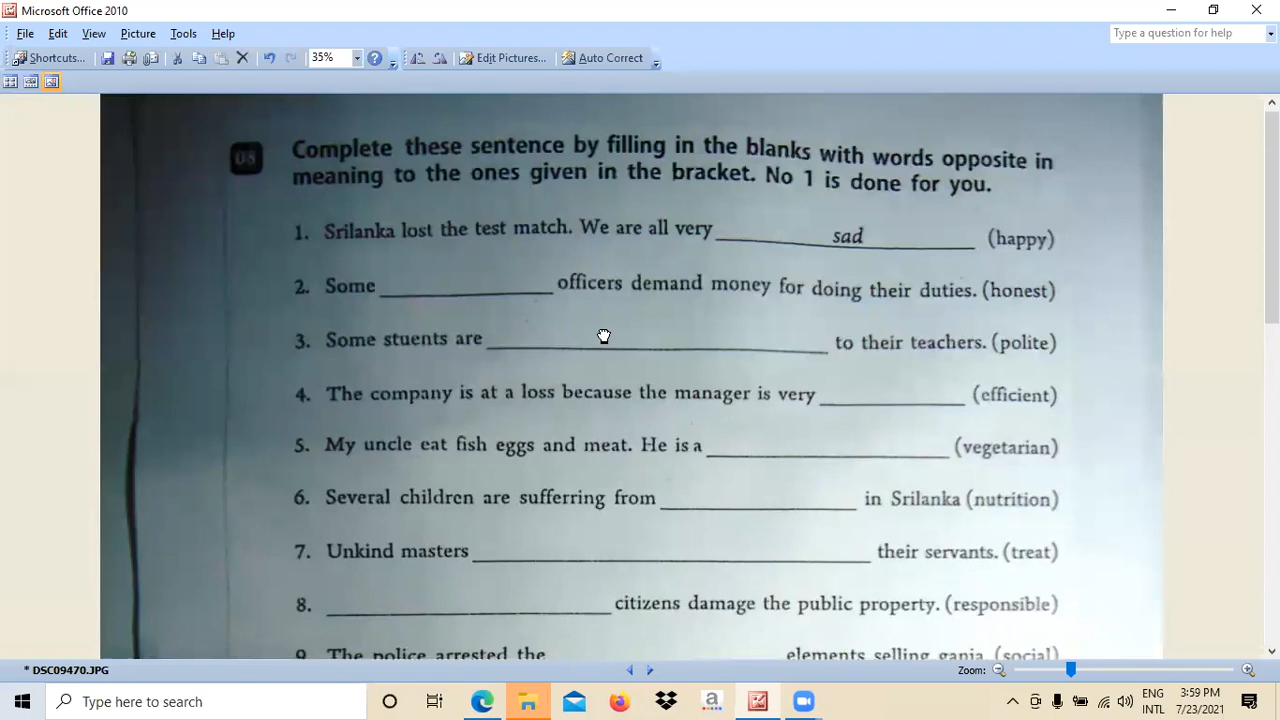 Microsoft Office 2010
File Edit View Picture Tools Help
Type a question for help
Shortcuts... 35% Edit Pictures... Auto Correct
08
Complete these sentence by filling in the blanks with words opposite in
meaning to the ones given in the bracket. No 1 is done for you.
1. Srilanka lost the test match. We are all very sad (happy)
2. Some officers demand money for doing their duties. (honest)
3. Some stuents are to their teachers. (polite)
4. The company is at a loss because the manager is very (efficient)
5. My uncle eat fish eggs and meat. He is a (vegetarian)
6. Several children are sufferring from in Srilanka (nutrition)
7. Unkind masters their servants. (treat)
8. citizens damage the public property. (responsible)
9. The police arrested the elements selling ganja (social)
* DSC09470.JPG
Zoom:
Type here to search
ENG
INTL
3:59 PM
7/23/2021